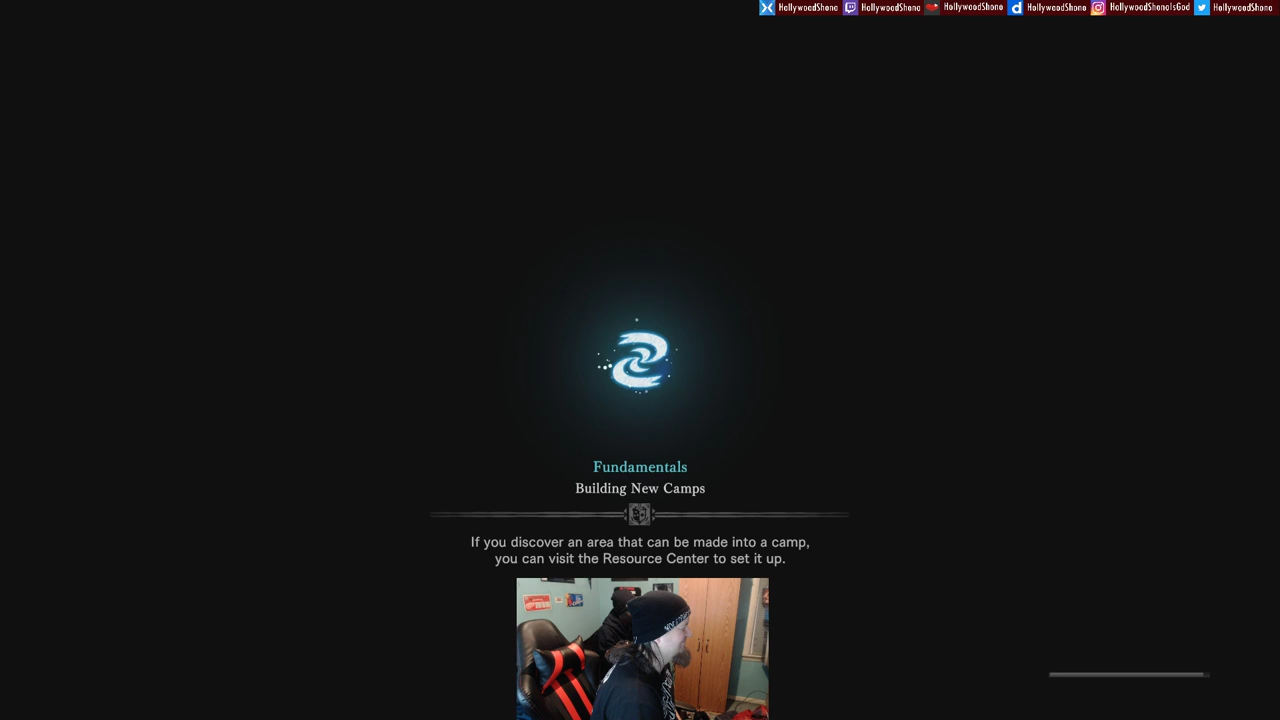 HollywoodShono HollywoodShono HollywoodShono HollywoodShono HollywoodShonoIsGod HollywoodShono
Fundamentals
Building New Camps
If you discover an area that can be made into a camp,
you can visit the Resource Center to set it up.